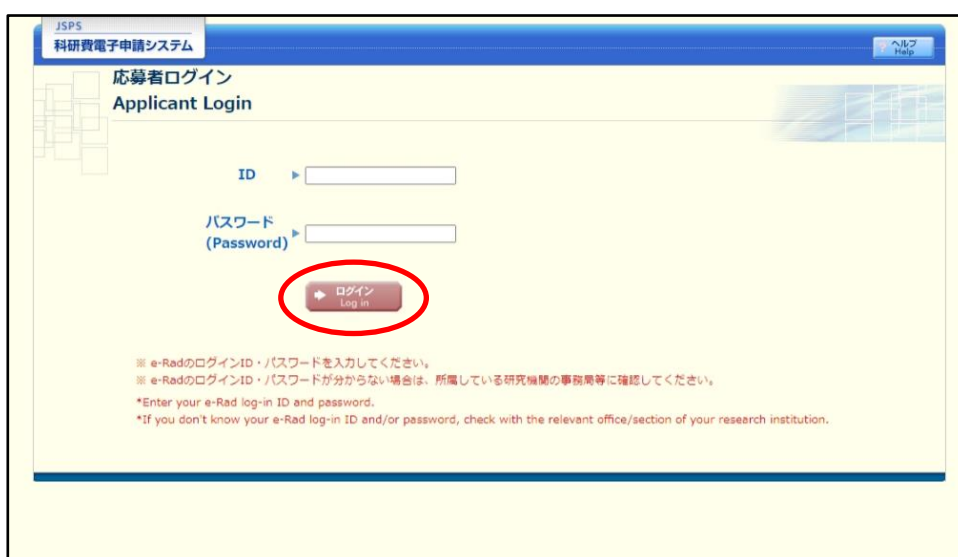 JSPS
科研費電子申請システム
? ヘルプ
Help
応募者ログイン
Applicant Login
ID
パスワード
(Password)
ログイン
Log in
※ e-RadのログインID・パスワードを入力してください。
※ e-RadのログインID・パスワードが分からない場合は、所属している研究機関の事務局等に確認してください。
*Enter your e-Rad log-in ID and password.
*If you don't know your e-Rad log-in ID and/or password, check with the relevant office/section of your research institution.